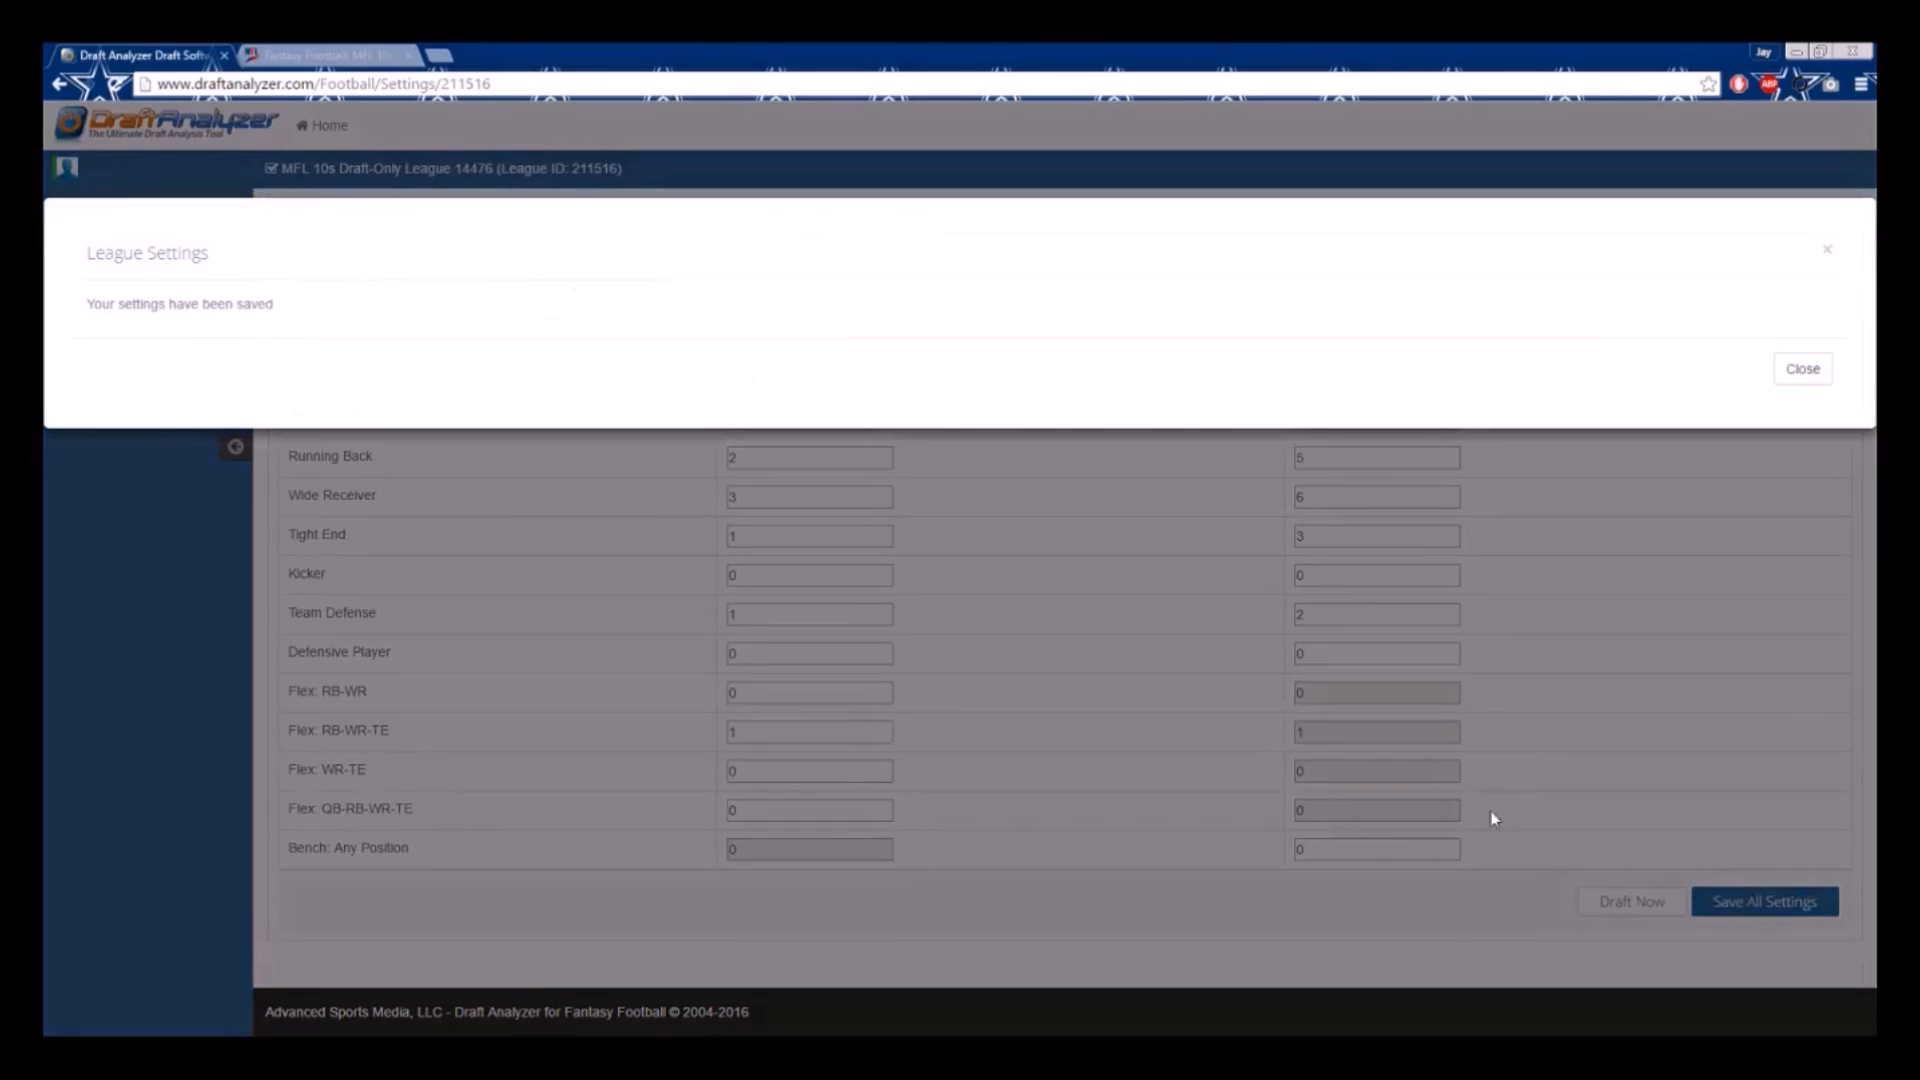 Draft Analyzer Draft Softw
Fantasy Football MFL 10s
Jay
www.draftanalyzer.com/Football/Settings/211516
ABP
DraftAnalyzer
The Ultimate Draft Analysis Tool
Home
MFL 10s Draft-Only League 14476 (League ID: 211516)
League Settings
Your settings have been saved
Close
Running Back 2 5
Wide Receiver 3 6
Tight End 1 3
Kicker 0 0
Team Defense 1 2
Defensive Player 0 0
Flex: RB-WR 0 0
Flex: RB-WR-TE 1 1
Flex: WR-TE 0 0
Flex: QB-RB-WR-TE 0 0
Bench: Any Position 0 0
Draft Now Save All Settings
Advanced Sports Media, LLC - Draft Analyzer for Fantasy Football © 2004-2016